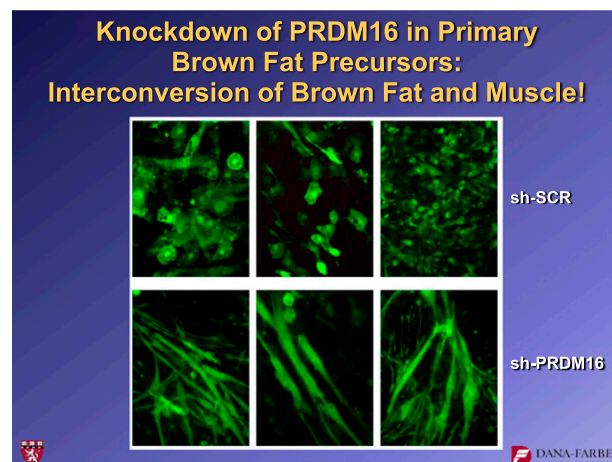 Knockdown of PRDM16 in Primary
Brown Fat Precursors:
Interconversion of Brown Fat and Muscle!
sh-SCR
sh-PRDM16
DANA-FARBE